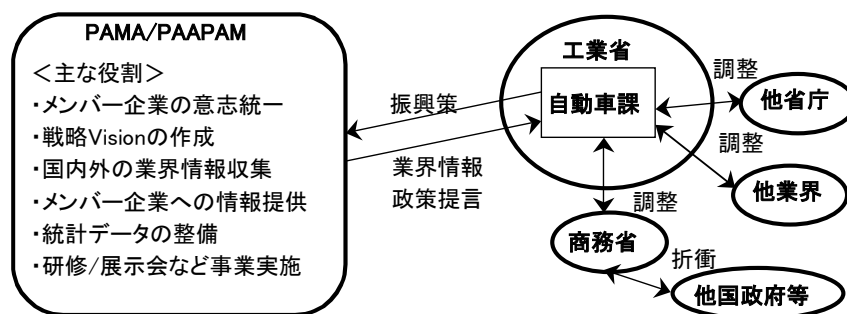 PAMA/PAAPAM
＜主な役割＞
・メンバー企業の意志統一
・戦略Visionの作成
・国内外の業界情報収集
・メンバー企業への情報提供
・統計データの整備
・研修/展示会など事業実施
振興策
業界情報
政策提言
工業省
自動車課
調整
他省庁
調整
他業界
調整
商務省
折衝
他国政府等